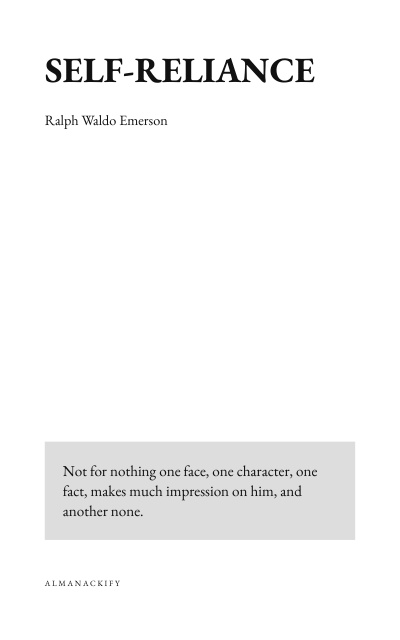 SELF-RELIANCE
Ralph Waldo Emerson
Not for nothing one face, one character, one
fact, makes much impression on him, and
another none.
ALMANACKIFY